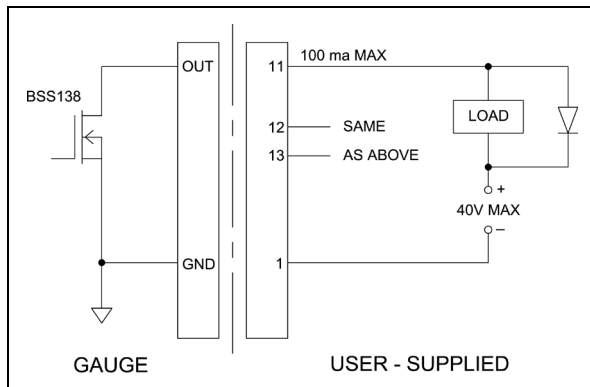 OUT
11
100 ma MAX
BSS138
LOAD
12
SAME
13
AS ABOVE
+
40V MAX
–
GND
1
GAUGE
USER - SUPPLIED